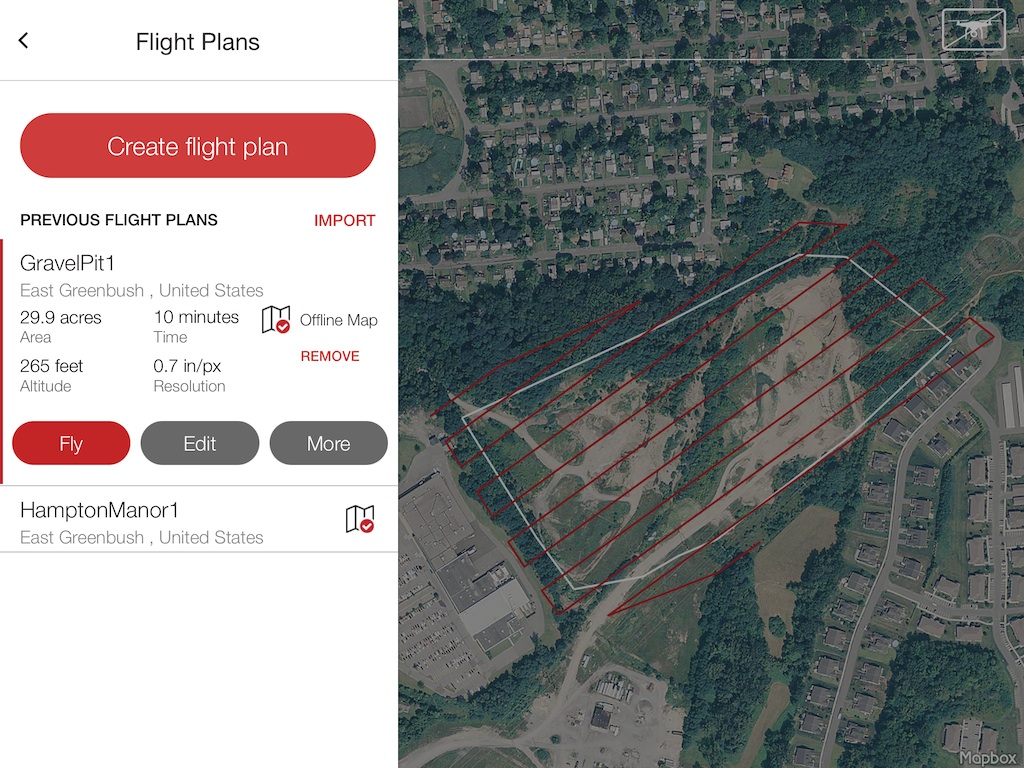 Flight Plans
Create flight plan
PREVIOUS FLIGHT PLANS IMPORT
GravelPit1
East Greenbush , United States
29.9 acres 10 minutes Offline Map
Area Time
REMOVE
265 feet 0.7 in/px
Altitude Resolution
Fly Edit More
HamptonManor1
East Greenbush , United States
Mapbox